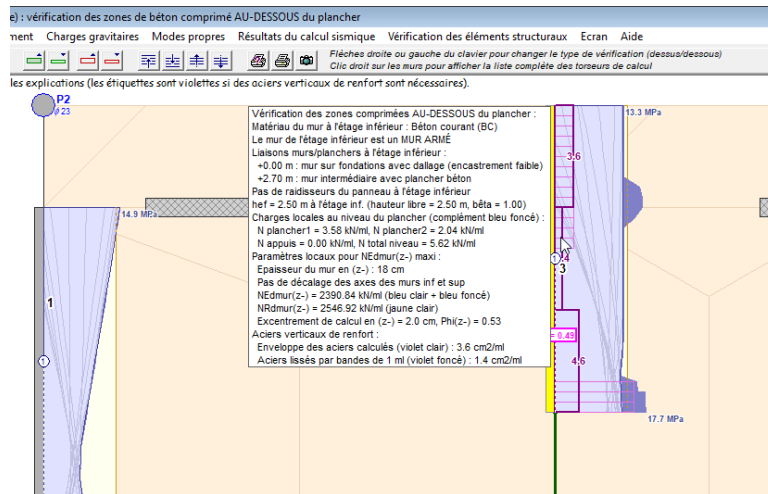 e) : vérification des zones de béton comprimé AU-DESSOUS du plancher
ment Charges gravitaires Modes propres Résultats du calcul sismique Vérification des éléments structuraux Ecran Aide
Flèches droite ou gauche du clavier pour changer le type de vérification (dessus/dessous)
Clic droit sur les murs pour afficher la liste complète des torseurs de calcul
les explications (les étiquettes sont violettes si des aciers verticaux de renfort sont nécessaires).
P2
ø 23
13.3 MPa
3.6
14.9 MPa
1
1
Vérification des zones comprimées AU-DESSOUS du plancher :
Matériau du mur à l'étage inférieur : Béton courant (BC)
Le mur de l'étage inférieur est un MUR ARMÉ
Liaisons murs/planchers à l'étage inférieur :
+0.00 m : mur sur fondations avec dallage (encastrement faible)
+2.70 m : mur intermédiaire avec plancher béton
Pas de raidisseurs du panneau à l'étage inférieur
hef = 2.50 m à l'étage inf. (hauteur libre = 2.50 m, bêta = 1.00)
Charges locales au niveau du plancher (complément bleu foncé) :
N plancher1 = 3.58 kN/ml, N plancher2 = 2.04 kN/ml
N appuis = 0.00 kN/ml, N total niveau = 5.62 kN/ml
Paramètres locaux pour NEdmur(z-) maxi :
Epaisseur du mur en (z-) : 18 cm
Pas de décalage des axes des murs inf et sup
NEdmur(z-) = 2390.84 kN/ml (bleu clair + bleu foncé)
NRdmur(z-) = 2546.92 kN/ml (jaune clair)
Excentrement de calcul en (z-) = 2.0 cm, Phi(z-) = 0.53
Aciers verticaux de renfort :
Enveloppe des aciers calculés (violet clair) : 3.6 cm2/ml
Aciers lissés par bandes de 1 ml (violet foncé) : 1.4 cm2/ml
1
.4
3
= 0.49
4.6
17.7 MPa